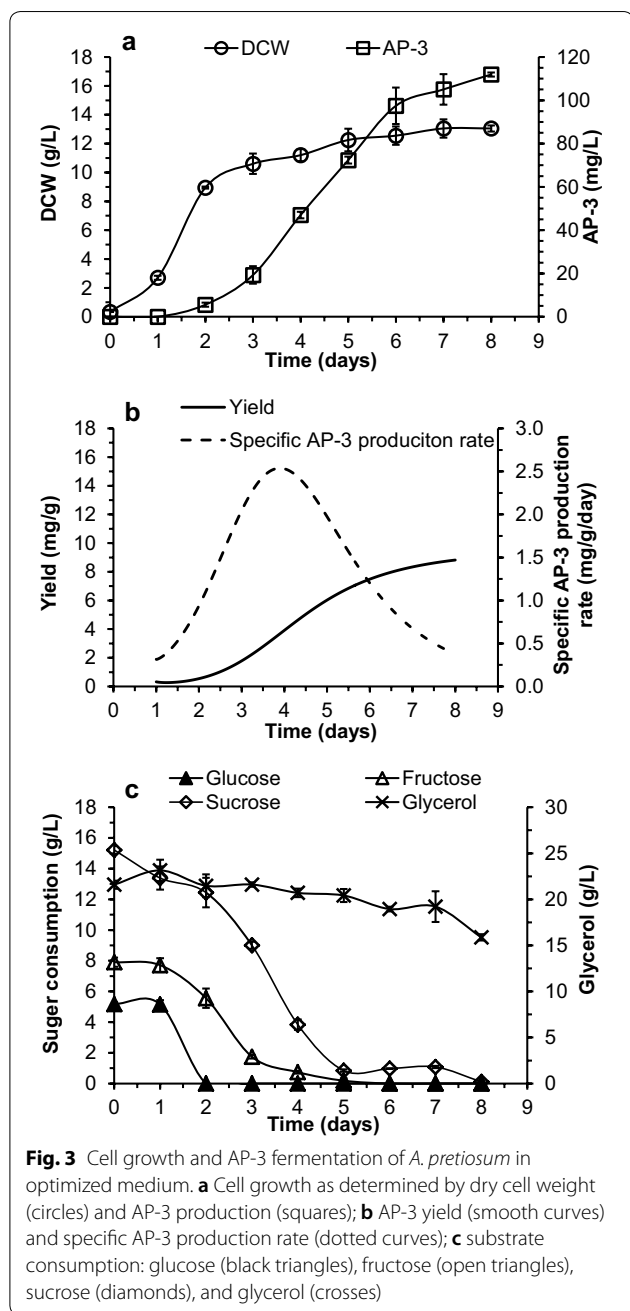 a
DCW AP-3
18 120
16
14 100
12 80
10
8 60
6 40
4
2 20
0 0
0 1 2 3 4 5 6 7 8 9
DCW (g/L)
AP-3 (mg/L)
Time (days)
b
Yield
Specific AP-3 produciton rate
18 3.0
16
14 2.5
12 2.0
10
8 1.5
6 1.0
4
2 0.5
0 0.0
0 1 2 3 4 5 6 7 8 9
Yield (mg/g)
Specific AP-3 production
rate (mg/g/day)
Time (days)
c
Glucose Fructose
Sucrose Glycerol
18 30
16
14 25
12 20
10
8 15
6 10
4
2 5
0 0
0 1 2 3 4 5 6 7 8 9
Suger consumption (g/L)
Glycerol (g/L)
Time (days)
Fig. 3 Cell growth and AP-3 fermentation of A. pretiosum in
optimized medium. a Cell growth as determined by dry cell weight
(circles) and AP-3 production (squares); b AP-3 yield (smooth curves)
and specific AP-3 production rate (dotted curves); c substrate
consumption: glucose (black triangles), fructose (open triangles),
sucrose (diamonds), and glycerol (crosses)